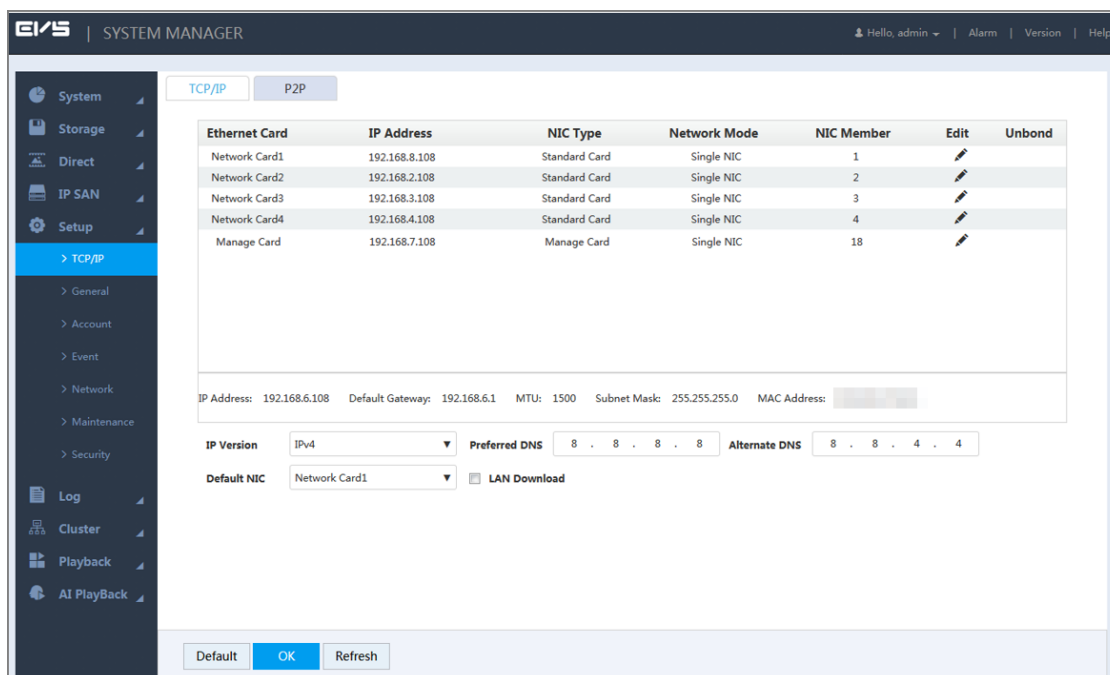 EVS | SYSTEM MANAGER
Hello, admin | Alarm | Version | Help
System
Storage
Direct
IP SAN
Setup
> TCP/IP
> General
> Account
> Event
> Network
> Maintenance
> Security
Log
Cluster
Playback
AI PlayBack
TCP/IP P2P
Ethernet Card IP Address NIC Type Network Mode NIC Member Edit Unbond
Network Card1 192.168.8.108 Standard Card Single NIC 1
Network Card2 192.168.2.108 Standard Card Single NIC 2
Network Card3 192.168.3.108 Standard Card Single NIC 3
Network Card4 192.168.4.108 Standard Card Single NIC 4
Manage Card 192.168.7.108 Manage Card Single NIC 18
IP Address: 192.168.6.108 Default Gateway: 192.168.6.1 MTU: 1500 Subnet Mask: 255.255.255.0 MAC Address:
IP Version IPv4 Preferred DNS 8 . 8 . 8 . 8 Alternate DNS 8 . 8 . 4 . 4
Default NIC Network Card1 LAN Download
Default OK Refresh